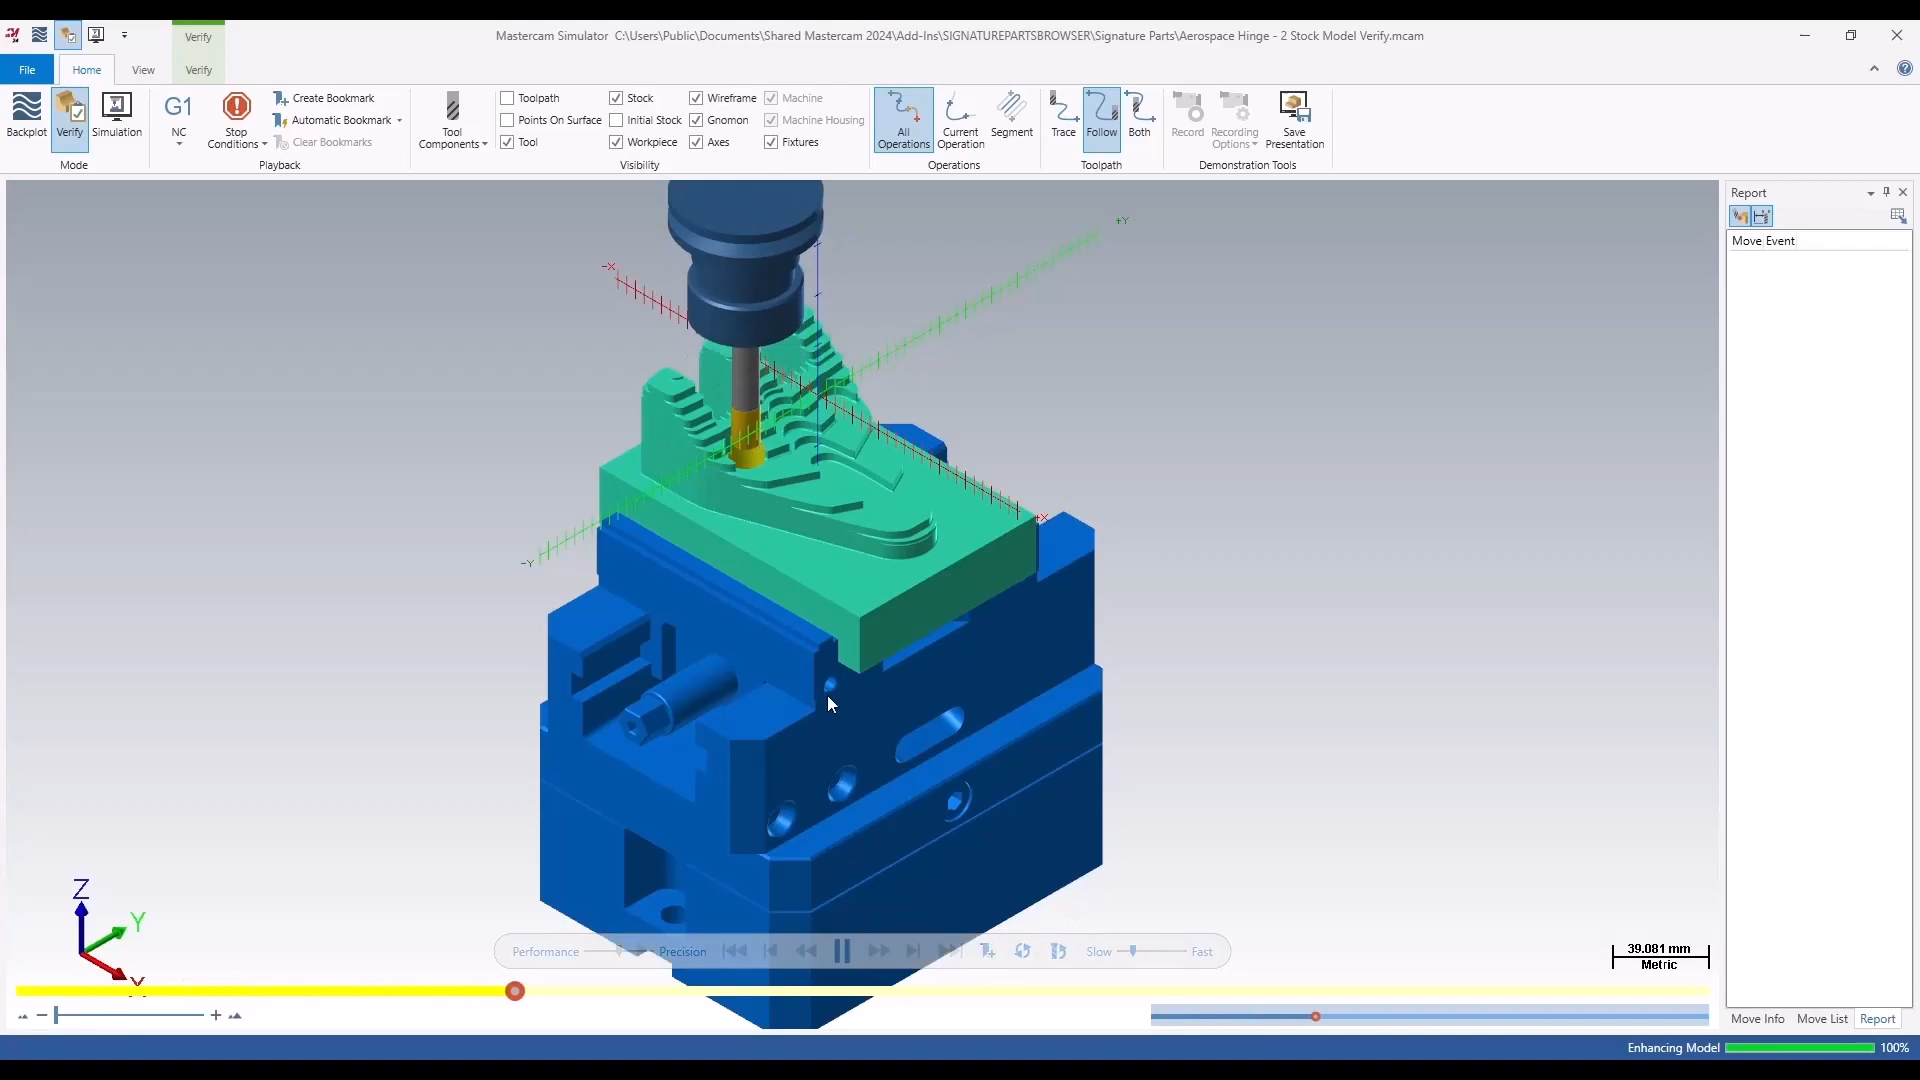 Verify
Mastercam Simulator C:\Users\Public\Documents\Shared Mastercam 2024\Add-Ins\SIGNATUREPARTSBROWSER\Signature Parts\Aerospace Hinge - 2 Stock Model Verify.mcam
File Home View Verify
Backplot Verify Simulation
Mode
G1
NC
Stop Conditions
Create Bookmark
Automatic Bookmark
Clear Bookmarks
Playback
Tool Components
Toolpath Stock Wireframe Machine
Points On Surface Initial Stock Gnomon Machine Housing
Tool Workpiece Axes Fixtures
Visibility
All Operations
Current Operation
Segment
Operations
Trace Follow Both
Toolpath
Record
Recording Options
Save Presentation
Demonstration Tools
Report
Move Event
+Y
-X
+X
-Y
Z
Y
X
39.081 mm
Metric
Performance Precision Slow Fast
Move Info Move List Report
Enhancing Model 100%